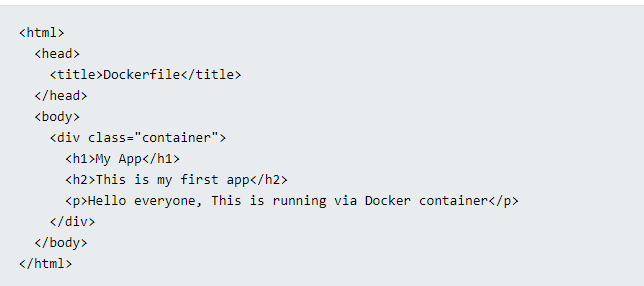 <html>
  <head>
    <title>Dockerfile</title>
  </head>
  <body>
    <div class="container">
      <h1>My App</h1>
      <h2>This is my first app</h2>
      <p>Hello everyone, This is running via Docker container</p>
    </div>
  </body>
</html>